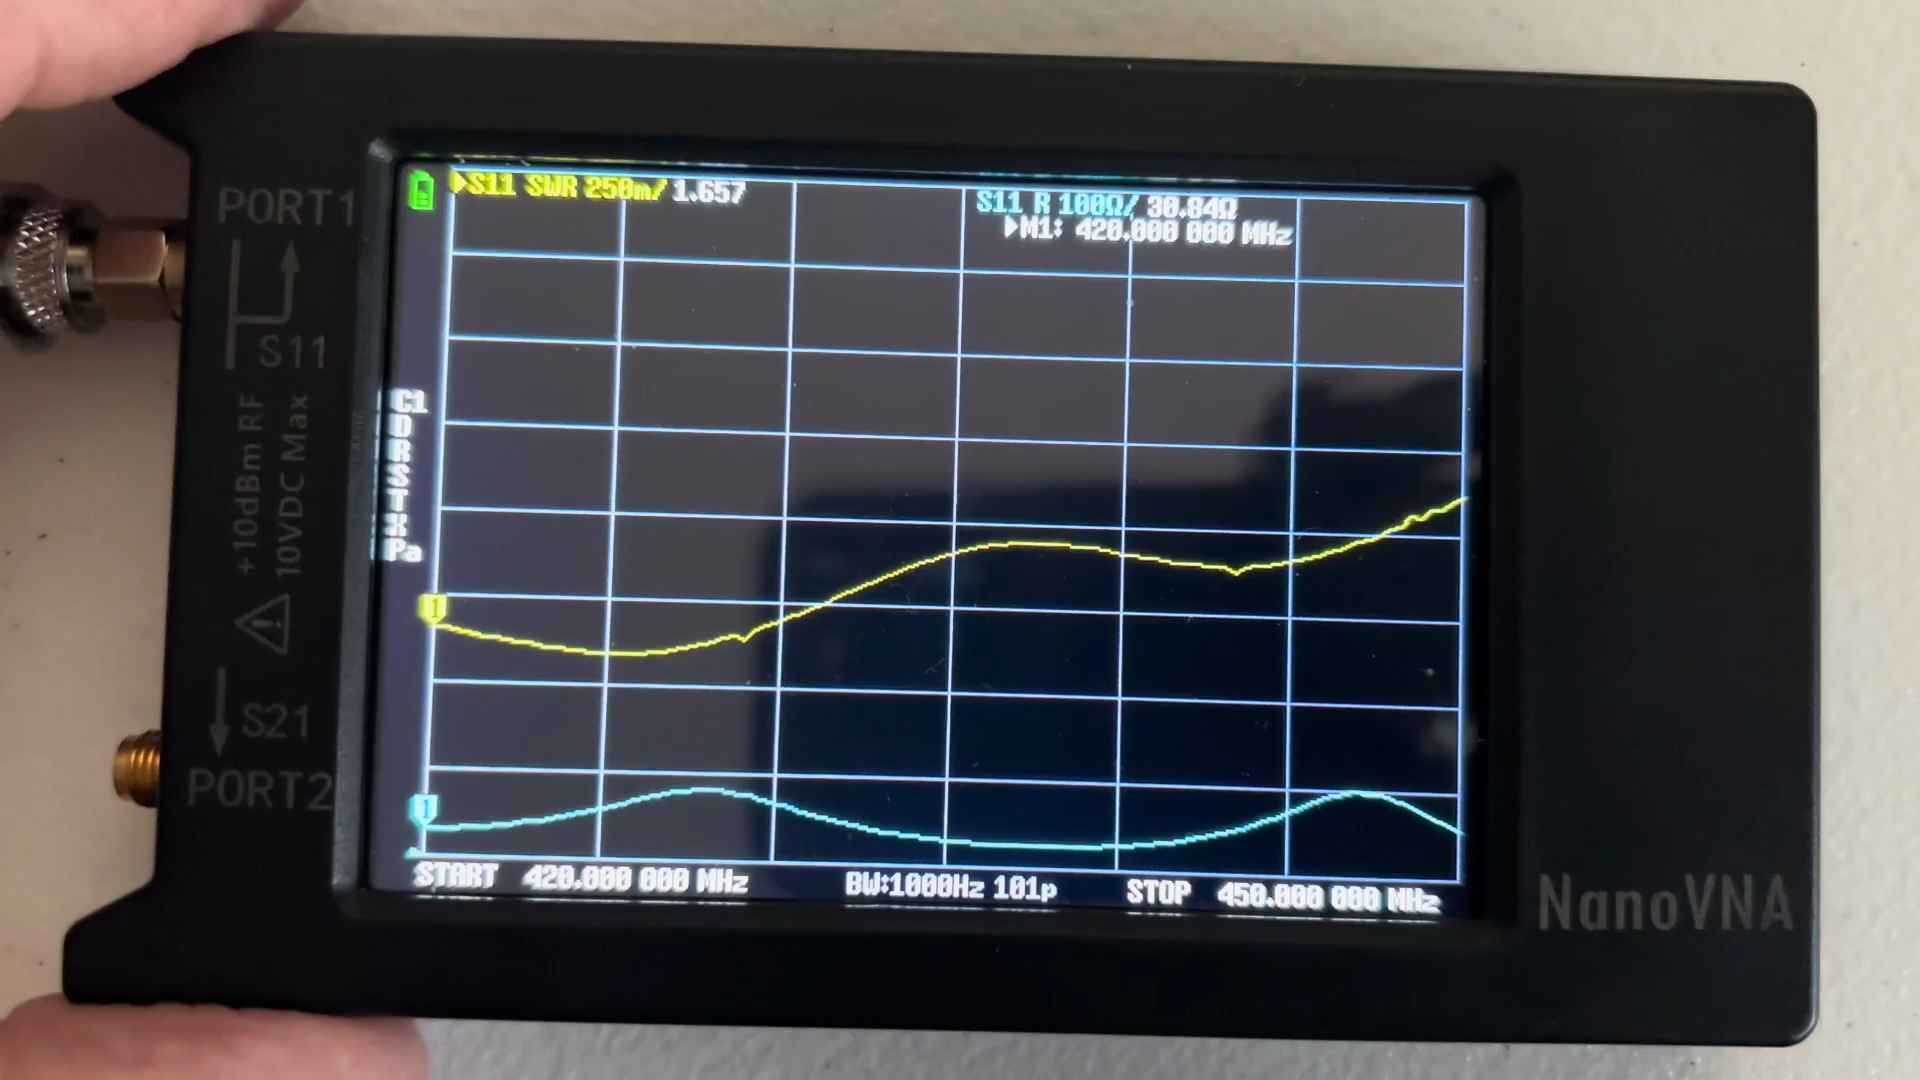 S11 SWR 250m/ 1.657
S11 R 100Ω/ 30.84Ω
M1: 420.000 000 MHz
PORT1
S11
+10dBm RF
10VDC Max
S21
PORT2
C1
D
R
S
T
X
Pa
1
1
START 420.000 000 MHz
BW:1000Hz 101p
STOP 450.000 000 MHz
NanoVNA